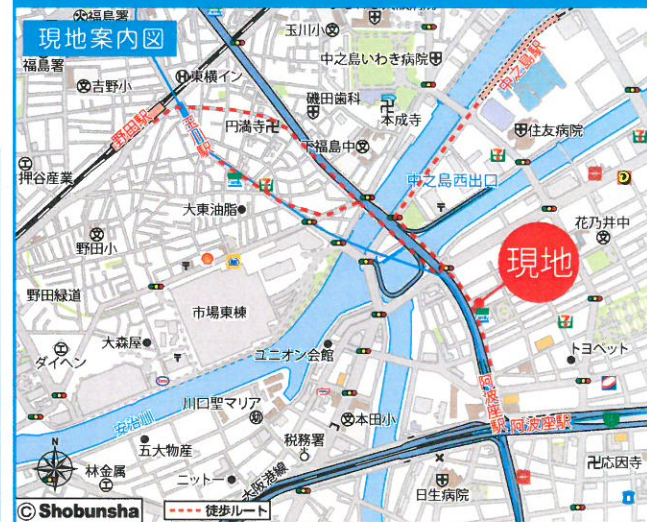 現地案内図
福島署
福島署
玉川小
中之島いわき病院
中之島駅
東横イン
吉野小
磯田歯科
本成寺
円満寺
住友病院
野田駅
玉川駅
下福島中
押谷産業
中之島西出口
大東油脂
花乃井中
野田小
現地
野田緑道
市場東棟
大森屋
ユニオン会館
トヨペット
ダイヘン
川口聖マリア
阿波座駅
阿波座駅
安治川
本田小
五大物産
税務署
N
林金属
ニットー
大阪港線
日生病院
応因寺
© Shobunsha
徒歩ルート